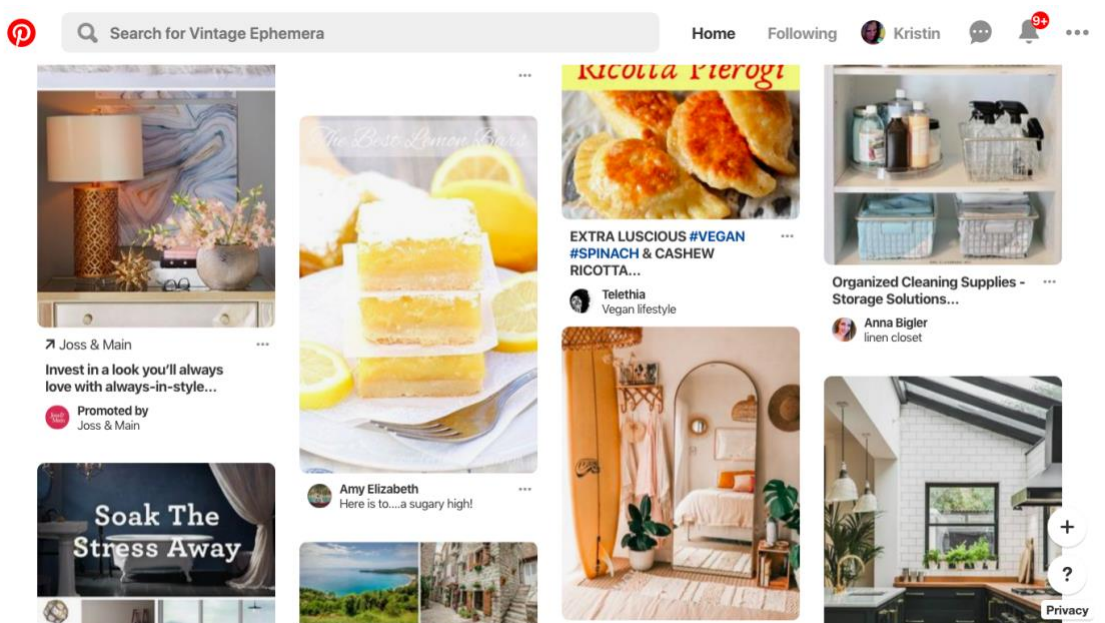 Search for Vintage Ephemera
Home
Following
Kristin
9+
Joss & Main
Invest in a look you'll always
love with always-in-style...
Promoted by
Joss & Main
Soak The
Stress Away
The Best Lemon Bars
Amy Elizabeth
Here is to....a sugary high!
Ricotta Pierogi
EXTRA LUSCIOUS #VEGAN
#SPINACH & CASHEW
RICOTTA...
Telethia
Vegan lifestyle
Organized Cleaning Supplies -
Storage Solutions...
Anna Bigler
linen closet
+
?
Privacy